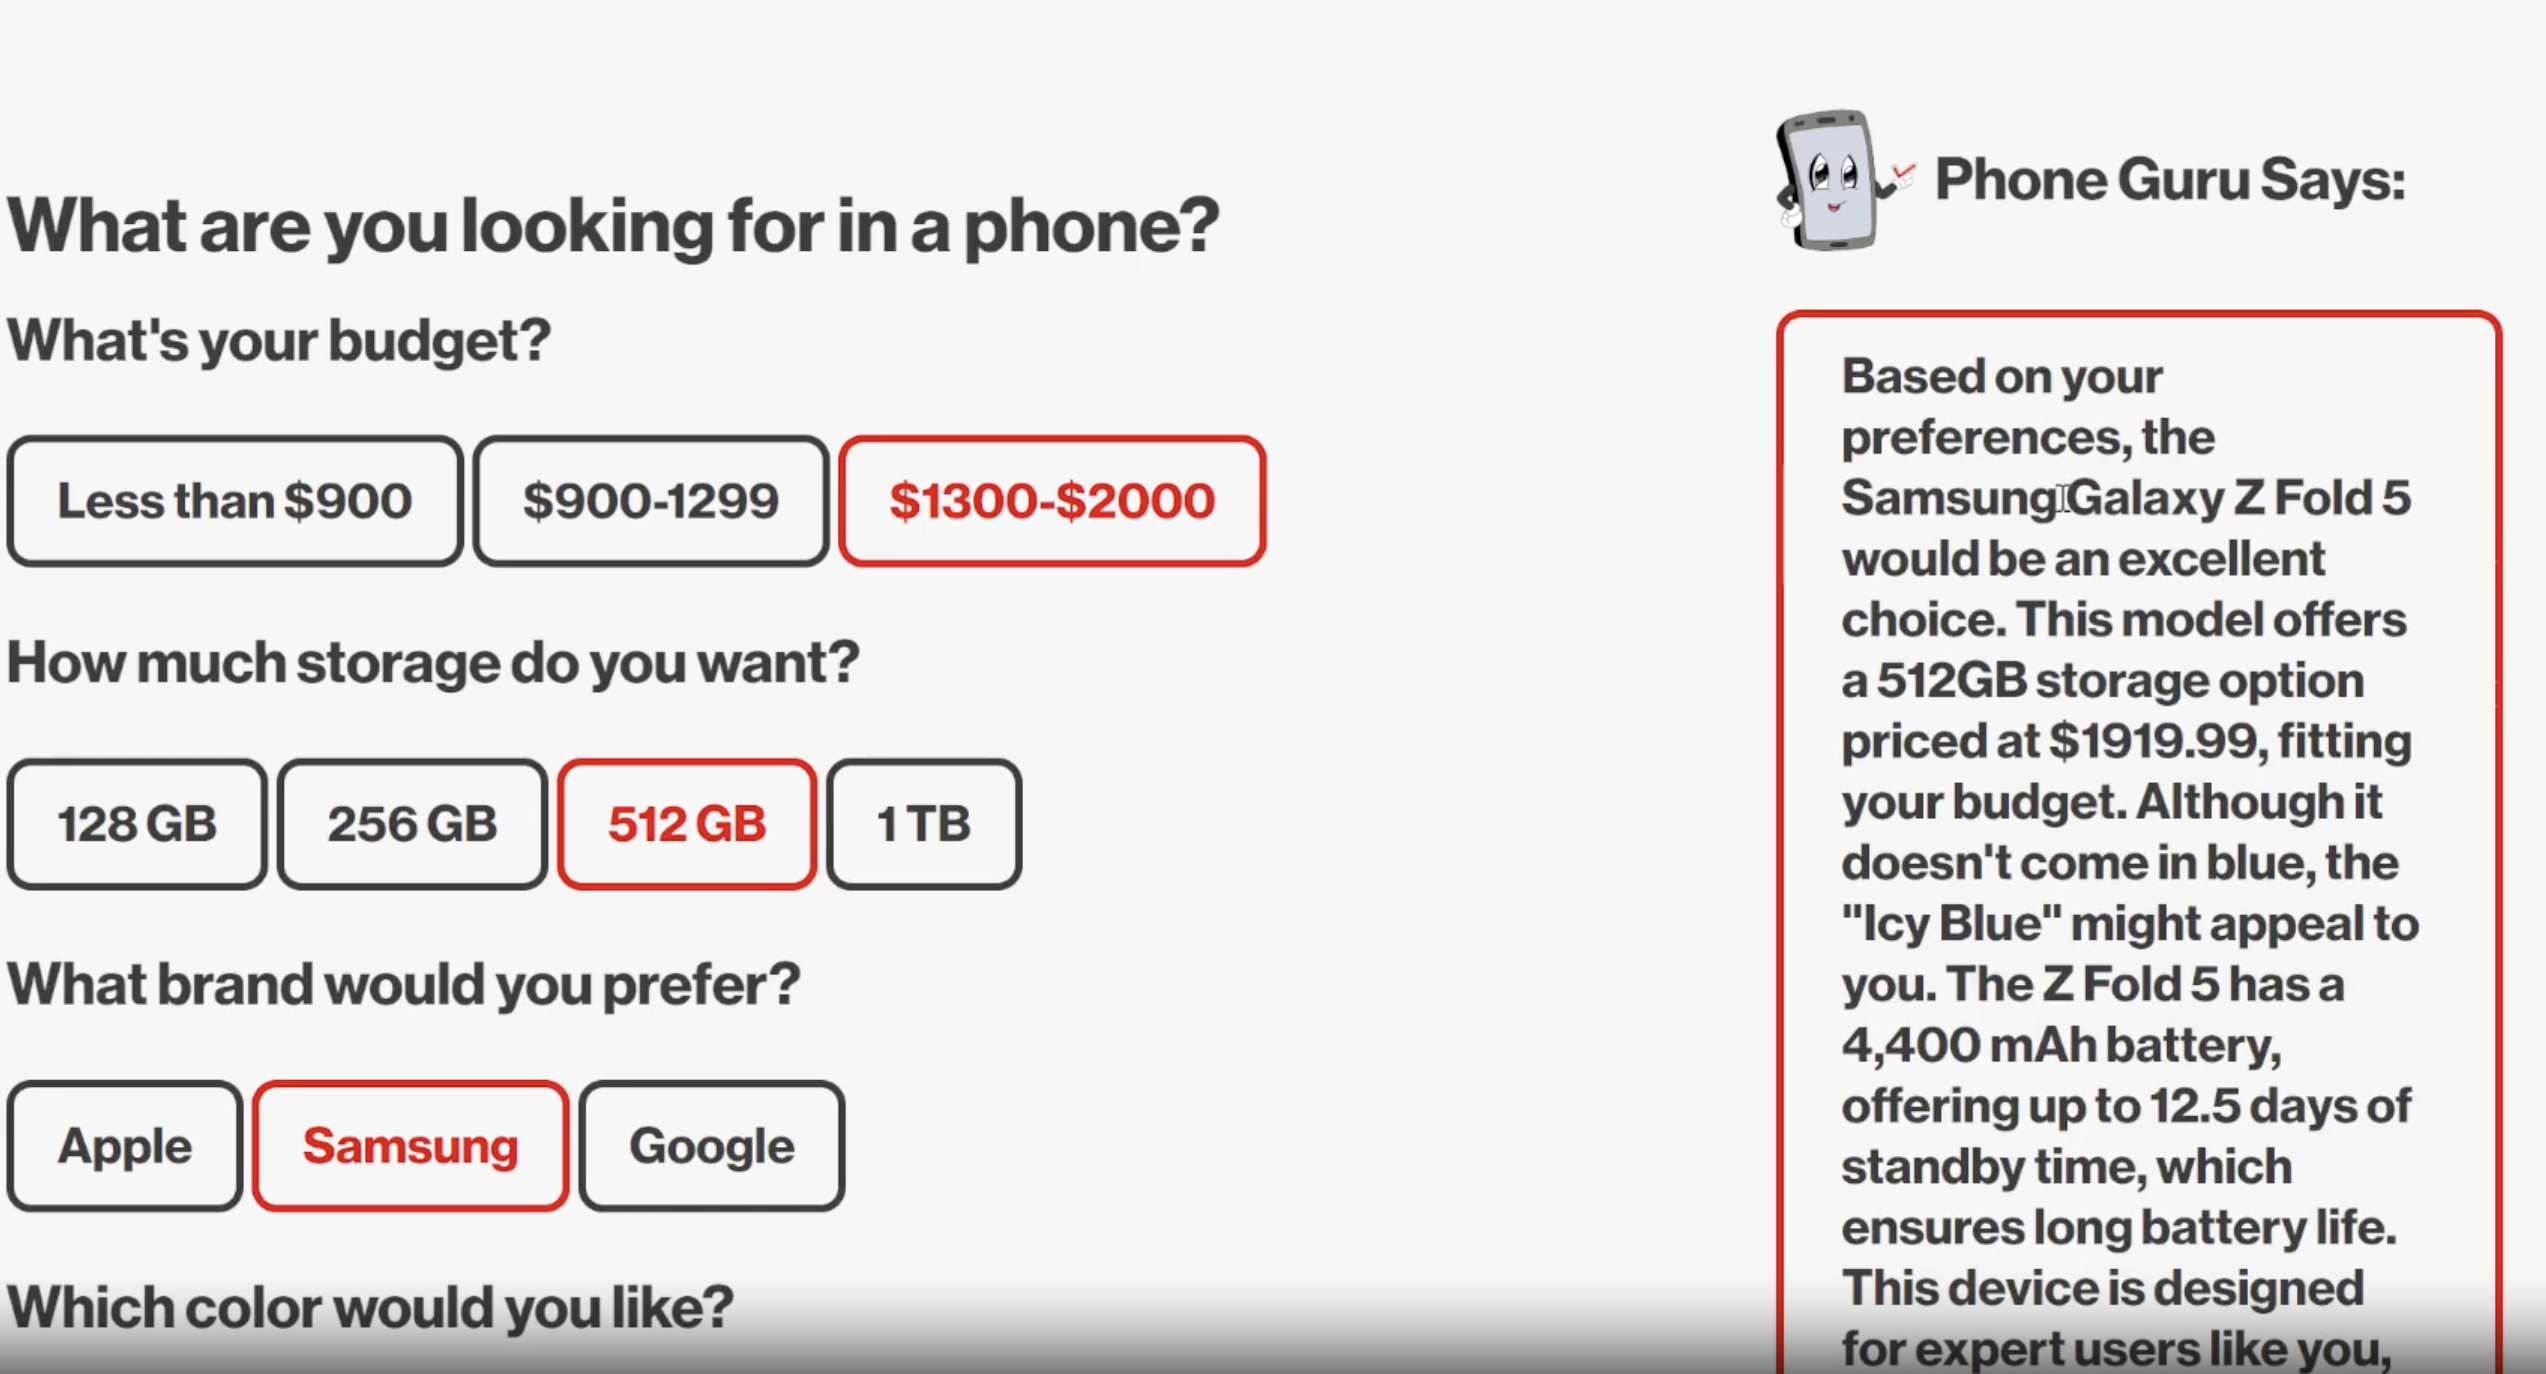 What are you looking for in a phone?
What's your budget?
Less than $900
$900-1299
$1300-$2000
How much storage do you want?
128 GB
256 GB
512 GB
1 TB
What brand would you prefer?
Apple
Samsung
Google
Which color would you like?
Phone Guru Says:
Based on your
preferences, the
Samsung Galaxy Z Fold 5
would be an excellent
choice. This model offers
a 512GB storage option
priced at $1919.99, fitting
your budget. Although it
doesn't come in blue, the
"Icy Blue" might appeal to
you. The Z Fold 5 has a
4,400 mAh battery,
offering up to 12.5 days of
standby time, which
ensures long battery life.
This device is designed
for expert users like you,